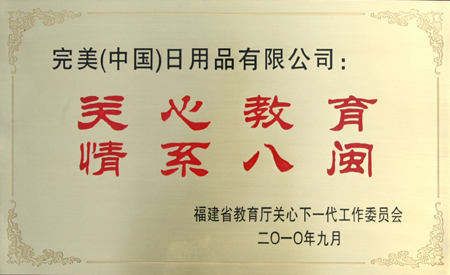 完美(中国)日用品有限公司：
关心教育
情系八闽
福建省教育厅关心下一代工作委员会
二〇一〇年九月